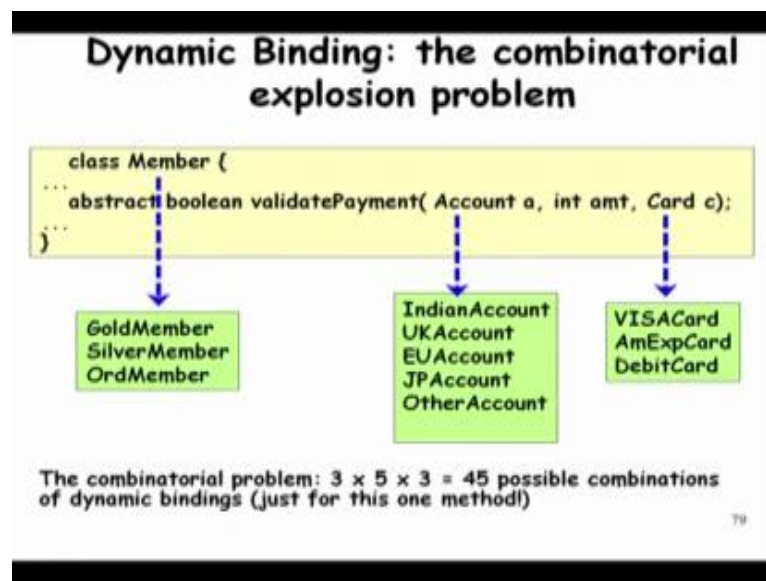 Dynamic Binding: the combinatorial
explosion problem
class Member {
...
abstract boolean validatePayment( Account a, int amt, Card c);
...
}
GoldMember
SilverMember
OrdMember
IndianAccount
UKAccount
EUAccount
JPAccount
OtherAccount
VISACard
AmExpCard
DebitCard
The combinatorial problem: 3 x 5 x 3 = 45 possible combinations
of dynamic bindings (just for this one method!)
79